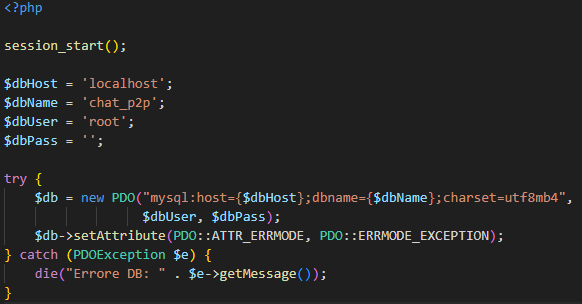 <?php
session_start();
$dbHost = 'localhost';
$dbName = 'chat_p2p';
$dbUser = 'root';
$dbPass = '';
try {
    $db = new PDO("mysql:host={$dbHost};dbname={$dbName};charset=utf8mb4",
                  $dbUser, $dbPass);
    $db->setAttribute(PDO::ATTR_ERRMODE, PDO::ERRMODE_EXCEPTION);
} catch (PDOException $e) {
    die("Errore DB: " . $e->getMessage());
}